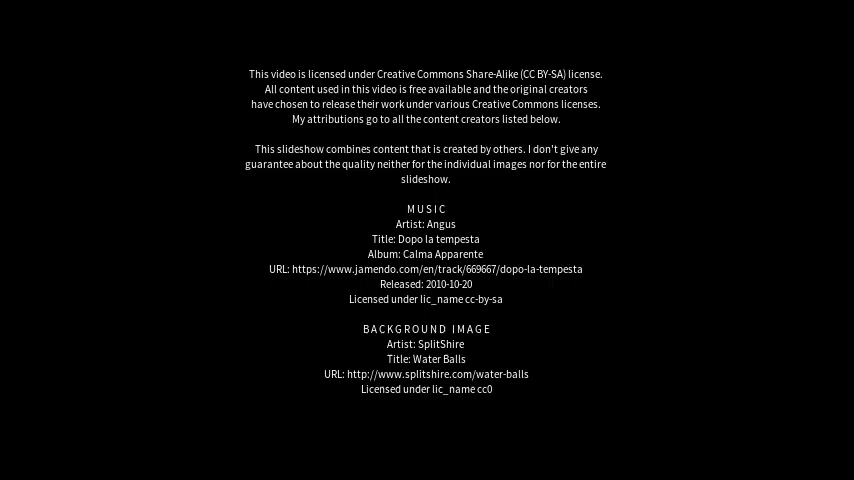 This video is licensed under Creative Commons Share-Alike (CC BY-SA) license.
All content used in this video is free available and the original creators
have chosen to release their work under various Creative Commons licenses.
My attributions go to all the content creators listed below.
This slideshow combines content that is created by others. I don't give any
guarantee about the quality neither for the individual images nor for the entire
slideshow.
MUSIC
Artist: Angus
Title: Dopo la tempesta
Album: Calma Apparente
URL: https://www.jamendo.com/en/track/669667/dopo-la-tempesta
Released: 2010-10-20
Licensed under lic_name cc-by-sa
BACKGROUND IMAGE
Artist: SplitShire
Title: Water Balls
URL: http://www.splitshire.com/water-balls
Licensed under lic_name cc0